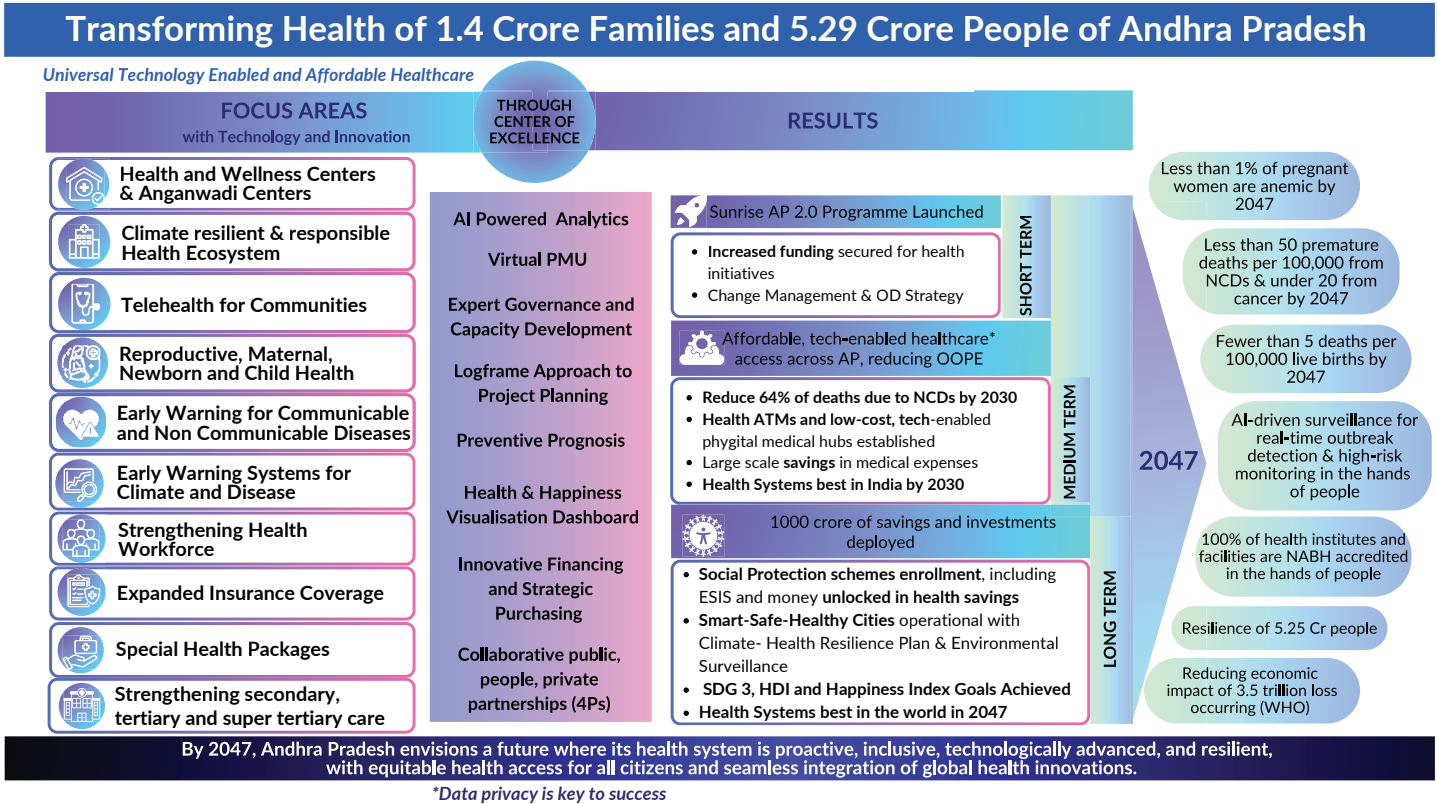 Transforming Health of 1.4 Crore Families and 5.29 Crore People of Andhra Pradesh
Universal Technology Enabled and Affordable Healthcare
FOCUS AREAS
with Technology and Innovation
THROUGH
CENTER OF
EXCELLENCE
RESULTS
Health and Wellness Centers
& Anganwadi Centers
Climate resilient & responsible
Health Ecosystem
Telehealth for Communities
Reproductive, Maternal,
Newborn and Child Health
Early Warning for Communicable
and Non Communicable Diseases
Early Warning Systems for
Climate and Disease
Strengthening Health
Workforce
Expanded Insurance Coverage
Special Health Packages
Strengthening secondary,
tertiary and super tertiary care
AI Powered Analytics
Virtual PMU
Expert Governance and
Capacity Development
Logframe Approach to
Project Planning
Preventive Prognosis
Health & Happiness
Visualisation Dashboard
Innovative Financing
and Strategic
Purchasing
Collaborative public,
people, private
partnerships (4Ps)
Sunrise AP 2.0 Programme Launched
• Increased funding secured for health
initiatives
• Change Management & OD Strategy
SHORT TERM
Affordable, tech-enabled healthcare*
access across AP, reducing OOPE
• Reduce 64% of deaths due to NCDs by 2030
• Health ATMs and low-cost, tech-enabled
phygital medical hubs established
• Large scale savings in medical expenses
• Health Systems best in India by 2030
MEDIUM TERM
1000 crore of savings and investments
deployed
• Social Protection schemes enrollment, including
ESIS and money unlocked in health savings
• Smart-Safe-Healthy Cities operational with
Climate- Health Resilience Plan & Environmental
Surveillance
• SDG 3, HDI and Happiness Index Goals Achieved
• Health Systems best in the world in 2047
LONG TERM
2047
Less than 1% of pregnant
women are anemic by
2047
Less than 50 premature
deaths per 100,000 from
NCDs & under 20 from
cancer by 2047
Fewer than 5 deaths per
100,000 live births by
2047
AI-driven surveillance for
real-time outbreak
detection & high-risk
monitoring in the hands
of people
100% of health institutes and
facilities are NABH accredited
in the hands of people
Resilience of 5.25 Cr people
Reducing economic
impact of 3.5 trillion loss
occurring (WHO)
By 2047, Andhra Pradesh envisions a future where its health system is proactive, inclusive, technologically advanced, and resilient,
with equitable health access for all citizens and seamless integration of global health innovations.
*Data privacy is key to success